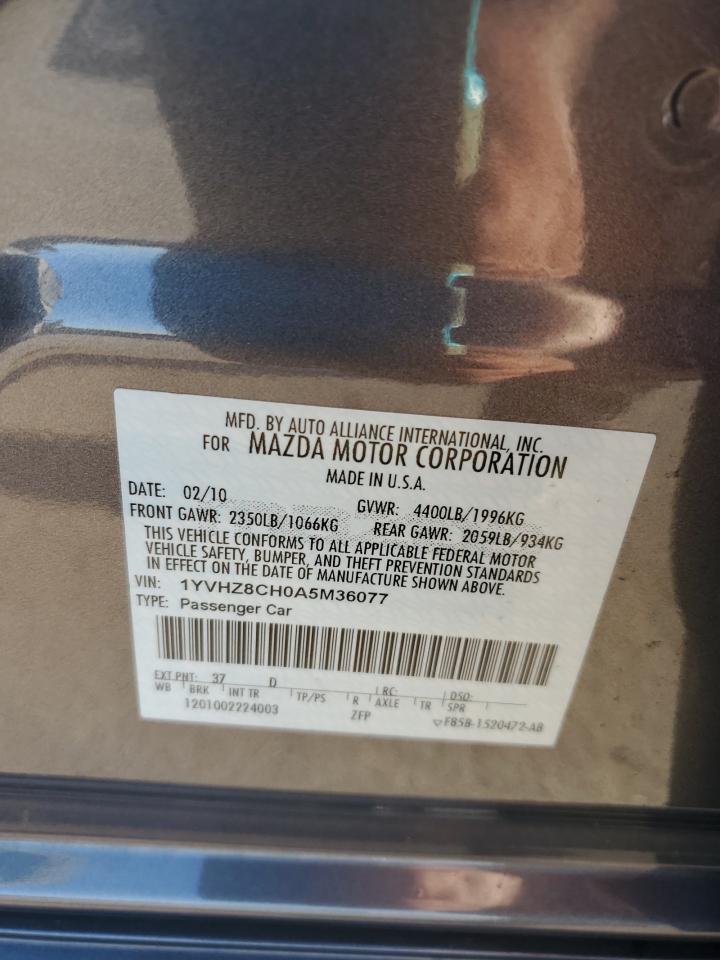 MFD. BY AUTO ALLIANCE INTERNATIONAL, INC.
FOR MAZDA MOTOR CORPORATION
MADE IN U.S.A.
DATE: 02/10 GVWR: 4400LB/1996KG
FRONT GAWR: 2350LB/1066KG REAR GAWR: 2059LB/934KG
THIS VEHICLE CONFORMS TO ALL APPLICABLE FEDERAL MOTOR
VEHICLE SAFETY, BUMPER, AND THEFT PREVENTION STANDARDS
IN EFFECT ON THE DATE OF MANUFACTURE SHOWN ABOVE.
VIN: 1YVHZ8CH0A5M36077
TYPE: Passenger Car
EXT PNT: 37 D RC: DSO:
WB BRK INT TR TP/PS R AXLE TR SPR
1201002224003 ZFP F85B-1520472-AB